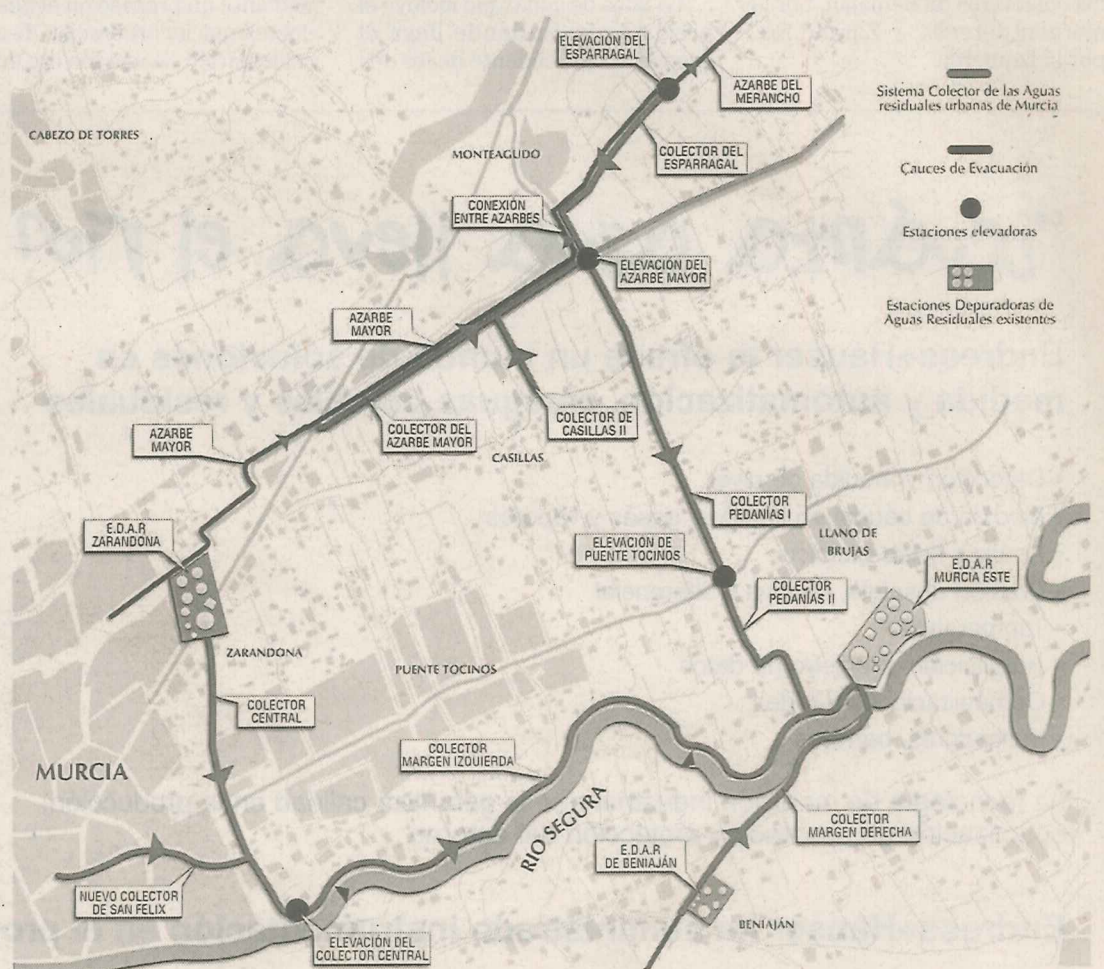 ELEVACIÓN DEL
ESPARRAGAL
AZARBE DEL
MERANCHO
Sistema Colector de las Aguas
residuales urbanas de Murcia
CABEZO DE TORRES
MONTEAGUDO
COLECTOR DEL
ESPARRAGAL
Cauces de Evacuación
CONEXIÓN
ENTRE AZARBES
Estaciones elevadoras
ELEVACIÓN DEL
AZARBE MAYOR
Estaciones Depuradoras de
Aguas Residuales existentes
AZARBE
MAYOR
AZARBE
MAYOR
COLECTOR DEL
AZARBE MAYOR
COLECTOR DE
CASILLAS II
CASILLAS
COLECTOR
PEDANÍAS I
E.D.A.R
ZARANDONA
ELEVACIÓN DE
PUENTE TOCINOS
LLANO DE
BRUJAS
E.D.A.R
MURCIA ESTE
COLECTOR
PEDANÍAS II
ZARANDONA
PUENTE TOCINOS
COLECTOR
CENTRAL
COLECTOR
MARGEN IZQUIERDA
MURCIA
RIO SEGURA
COLECTOR
MARGEN DERECHA
E.D.A.R
DE BENIAJÁN
NUEVO COLECTOR
DE SAN FELIX
BENIAJÁN
ELEVACIÓN DEL
COLECTOR CENTRAL